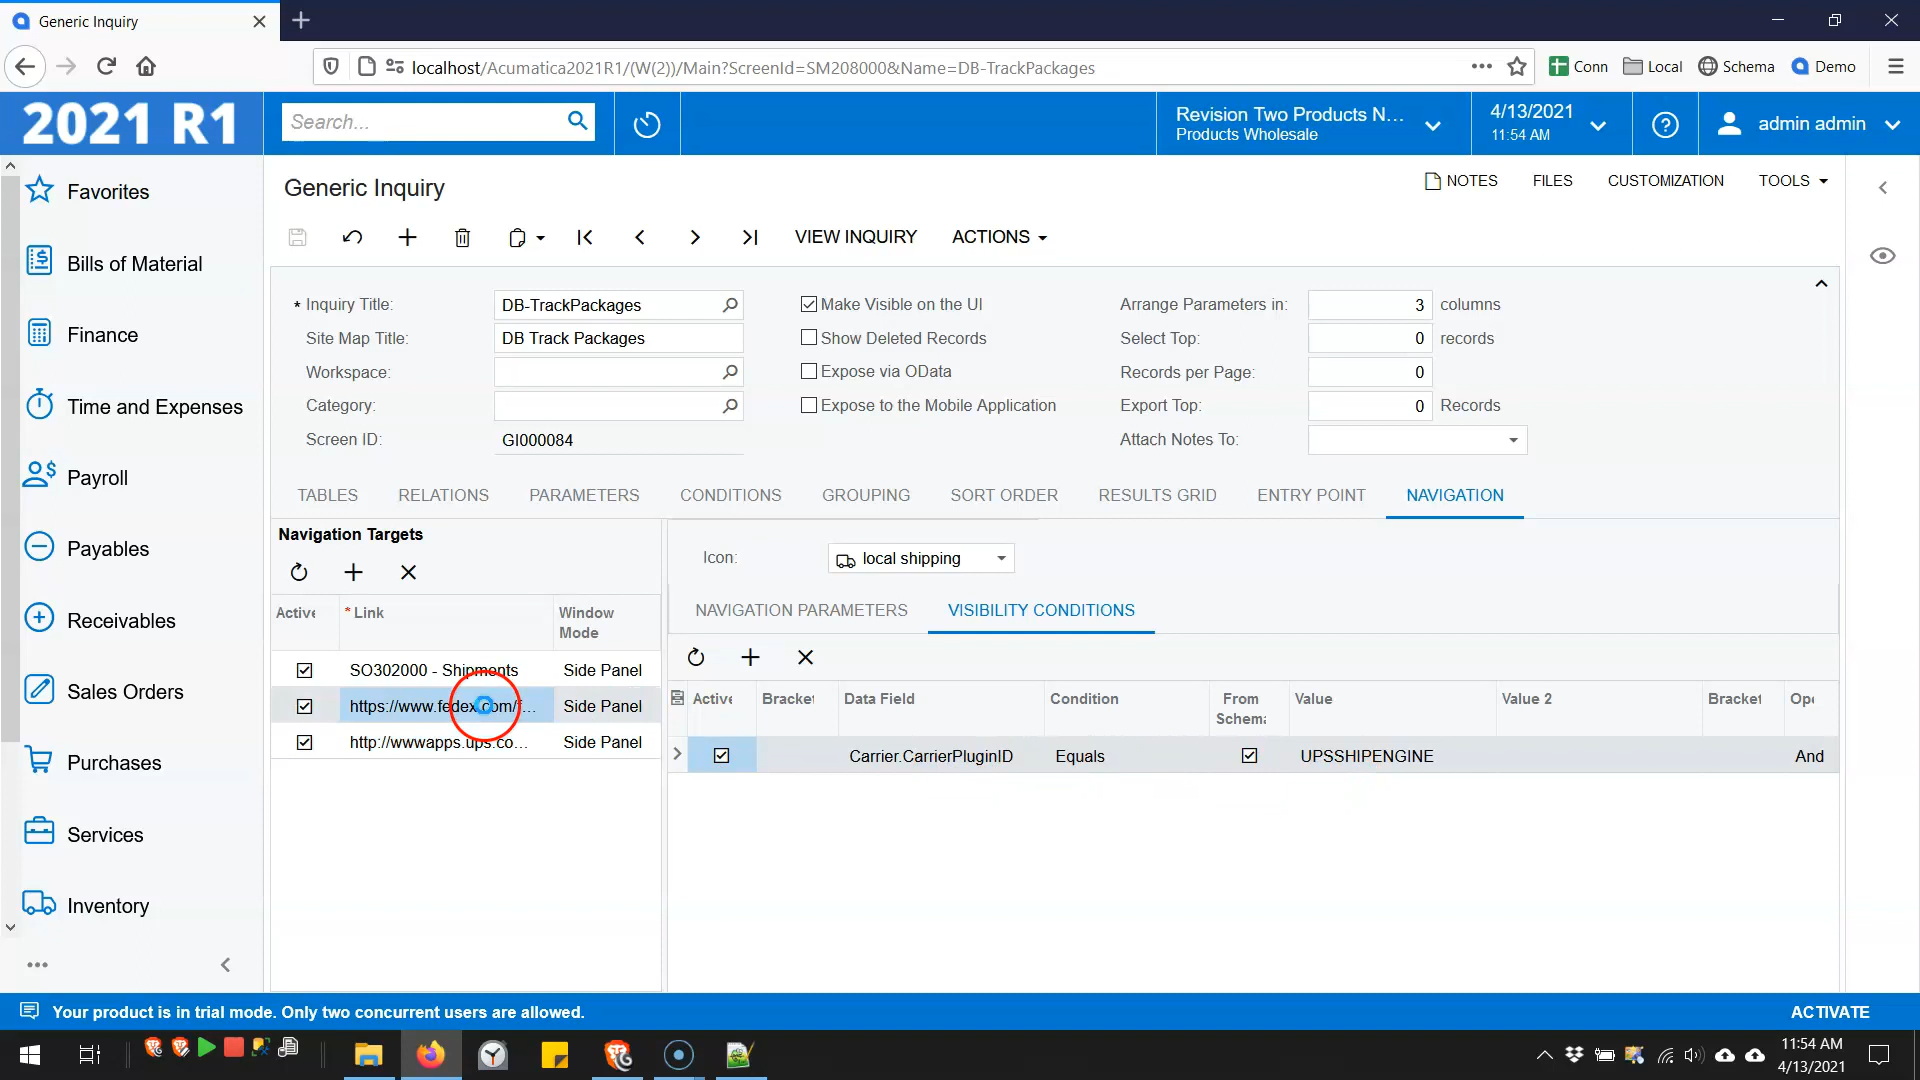 Generic Inquiry
localhost/Acumatica2021R1/(W(2))/Main?ScreenId=SM208000&Name=DB-TrackPackages
Conn
Local
Schema
Demo
2021 R1
Search...
Revision Two Products N...
Products Wholesale
4/13/2021
11:54 AM
admin admin
Favorites
Bills of Material
Finance
Time and Expenses
Payroll
Payables
Receivables
Sales Orders
Purchases
Services
Inventory
Generic Inquiry
NOTES
FILES
CUSTOMIZATION
TOOLS
VIEW INQUIRY
ACTIONS
* Inquiry Title:
DB-TrackPackages
Make Visible on the UI
Arrange Parameters in:
3
columns
Site Map Title:
DB Track Packages
Show Deleted Records
Select Top:
0
records
Workspace:
Expose via OData
Records per Page:
0
Category:
Expose to the Mobile Application
Export Top:
0
Records
Screen ID:
GI000084
Attach Notes To:
TABLES
RELATIONS
PARAMETERS
CONDITIONS
GROUPING
SORT ORDER
RESULTS GRID
ENTRY POINT
NAVIGATION
Navigation Targets
Active
* Link
Window
Mode
SO302000 - Shipments
Side Panel
https://www.fedex.com/f...
Side Panel
http://wwwapps.ups.co...
Side Panel
Icon:
local shipping
NAVIGATION PARAMETERS
VISIBILITY CONDITIONS
Active
Bracket
Data Field
Condition
From
Schema
Value
Value 2
Bracket
Ope
Carrier.CarrierPluginID
Equals
UPSSHIPENGINE
And
Your product is in trial mode. Only two concurrent users are allowed.
ACTIVATE
11:54 AM
4/13/2021